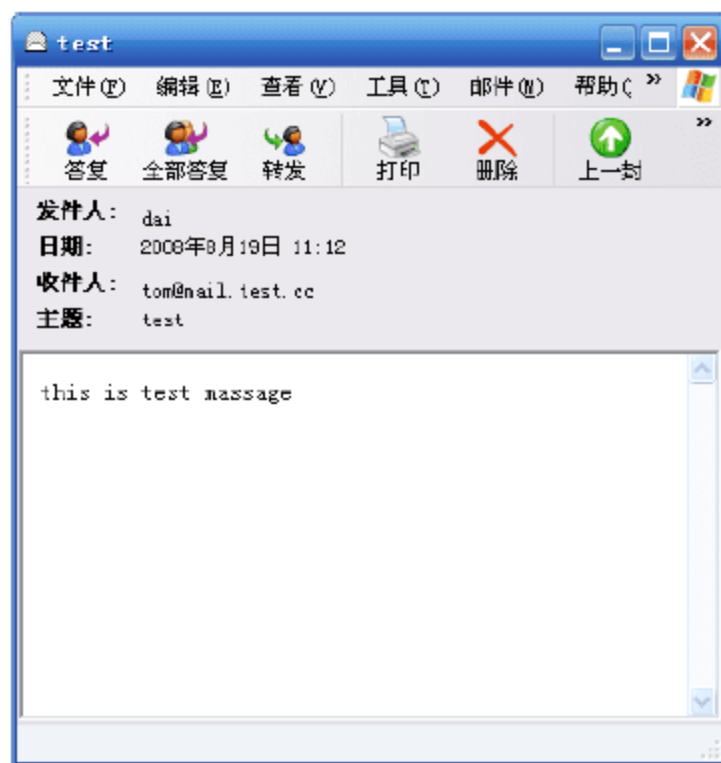 test
文件(F) 编辑(E) 查看(V) 工具(T) 邮件(M) 帮助( »
答复 全部答复 转发 打印 删除 上一封 »
发件人: dai
日期: 2008年8月19日 11:12
收件人: tom@mail.test.cc
主题: test
this is test massage